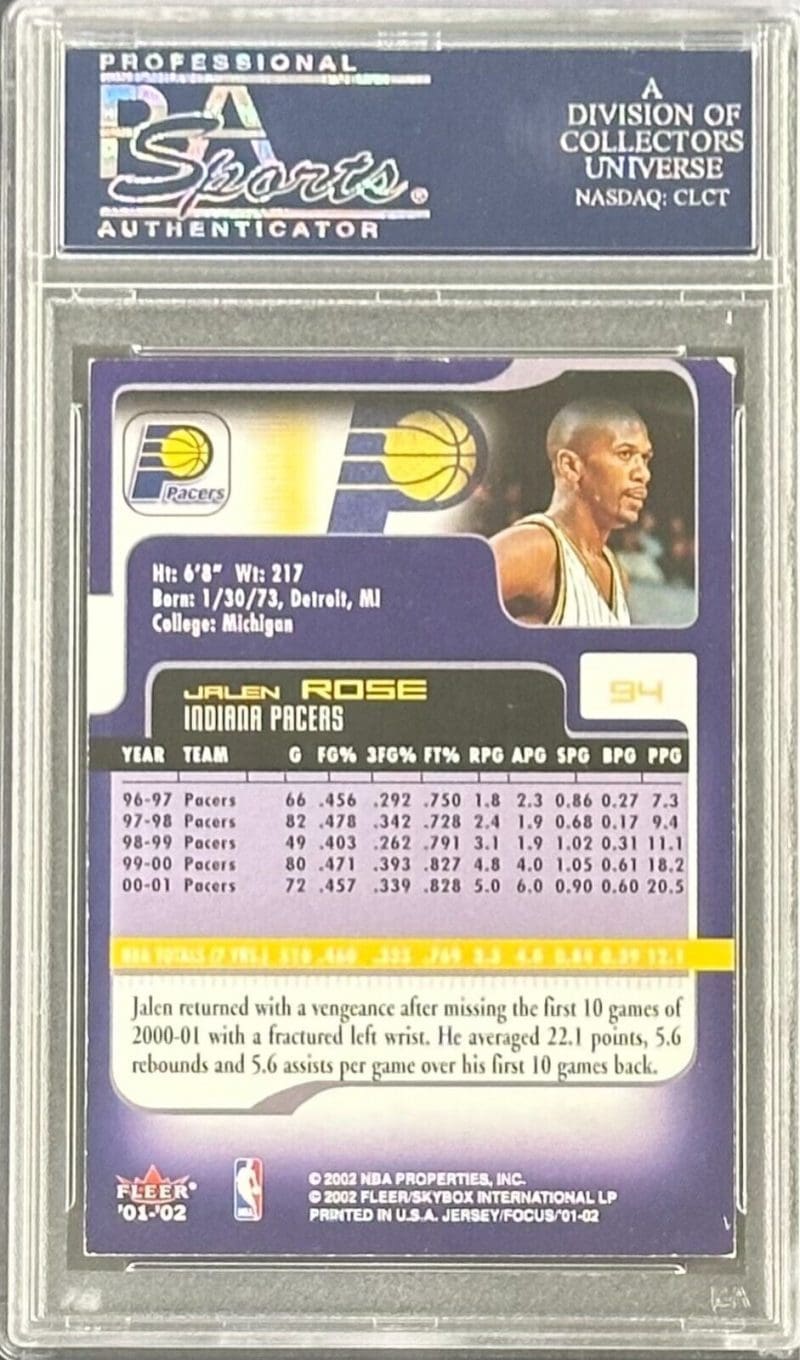 PROFESSIONAL
PSA
Sports®
AUTHENTICATOR
A
DIVISION OF
COLLECTORS
UNIVERSE
NASDAQ: CLCT
Pacers
Ht: 6'8" Wt: 217
Born: 1/30/73, Detroit, MI
College: Michigan
JALEN ROSE
94
INDIANA PACERS
YEAR TEAM G FG% 3FG% FT% RPG APG SPG BPG PPG
96-97 Pacers 66 .456 .292 .750 1.8 2.3 0.86 0.27 7.3
97-98 Pacers 82 .478 .342 .728 2.4 1.9 0.68 0.17 9.4
98-99 Pacers 49 .403 .262 .791 3.1 1.9 1.02 0.31 11.1
99-00 Pacers 80 .471 .393 .827 4.8 4.0 1.05 0.61 18.2
00-01 Pacers 72 .457 .339 .828 5.0 6.0 0.90 0.60 20.5
NBA TOTALS (7 YRS.)
Jalen returned with a vengeance after missing the first 10 games of
2000-01 with a fractured left wrist. He averaged 22.1 points, 5.6
rebounds and 5.6 assists per game over his first 10 games back.
FLEER®
'01-'02
NBA
© 2002 NBA PROPERTIES, INC.
© 2002 FLEER/SKYBOX INTERNATIONAL LP
PRINTED IN U.S.A. JERSEY/FOCUS/'01-02